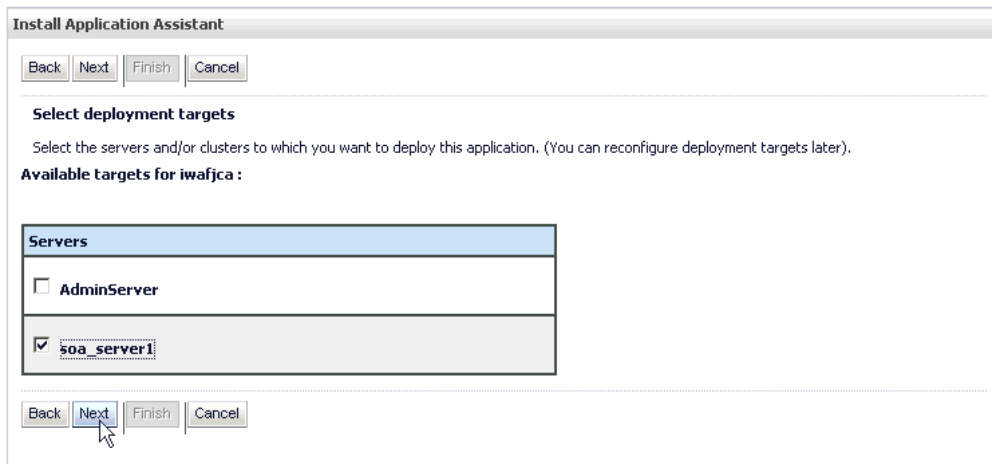 Install Application Assistant
Back Next Finish Cancel
Select deployment targets
Select the servers and/or clusters to which you want to deploy this application. (You can reconfigure deployment targets later).
Available targets for iwafjca :
Servers
AdminServer
soa_server1
Back Next Finish Cancel